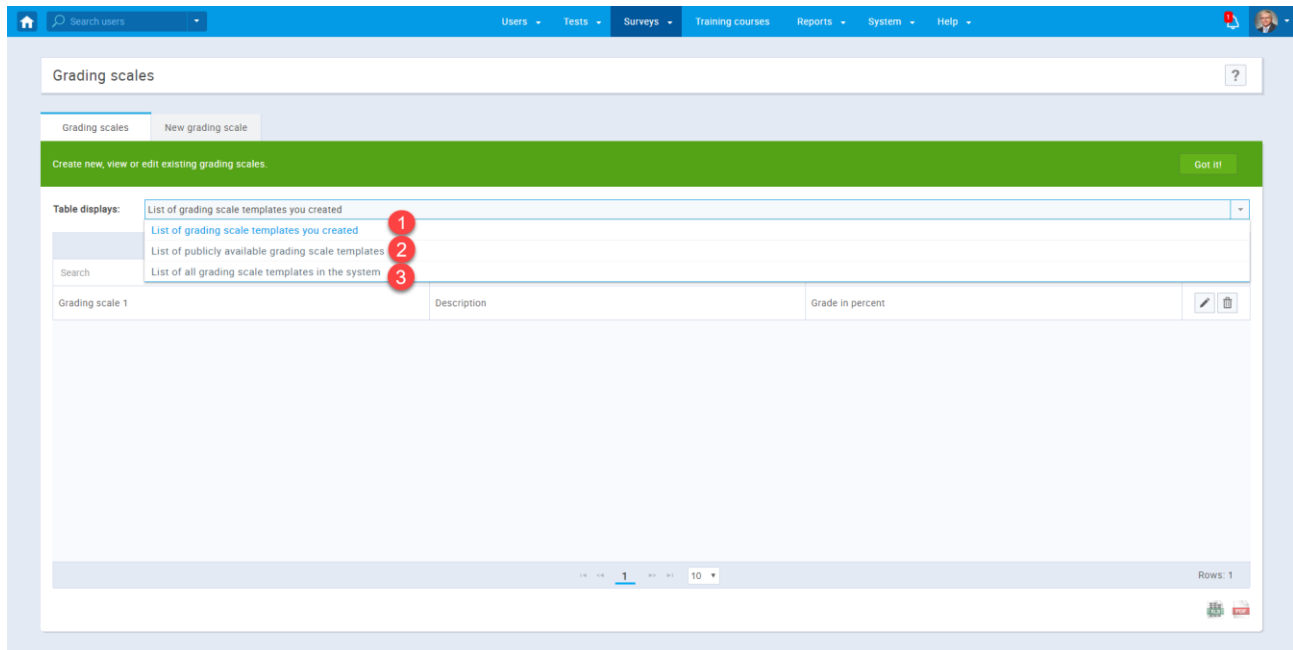 Search users
Users Tests Surveys Training courses Reports System Help
Grading scales
?
Grading scales New grading scale
Create new, view or edit existing grading scales.
Got it!
Table displays: List of grading scale templates you created
List of grading scale templates you created 1
List of publicly available grading scale templates 2
Search List of all grading scale templates in the system 3
Grading scale 1 Description Grade in percent
1 10 Rows: 1
XLS PDF